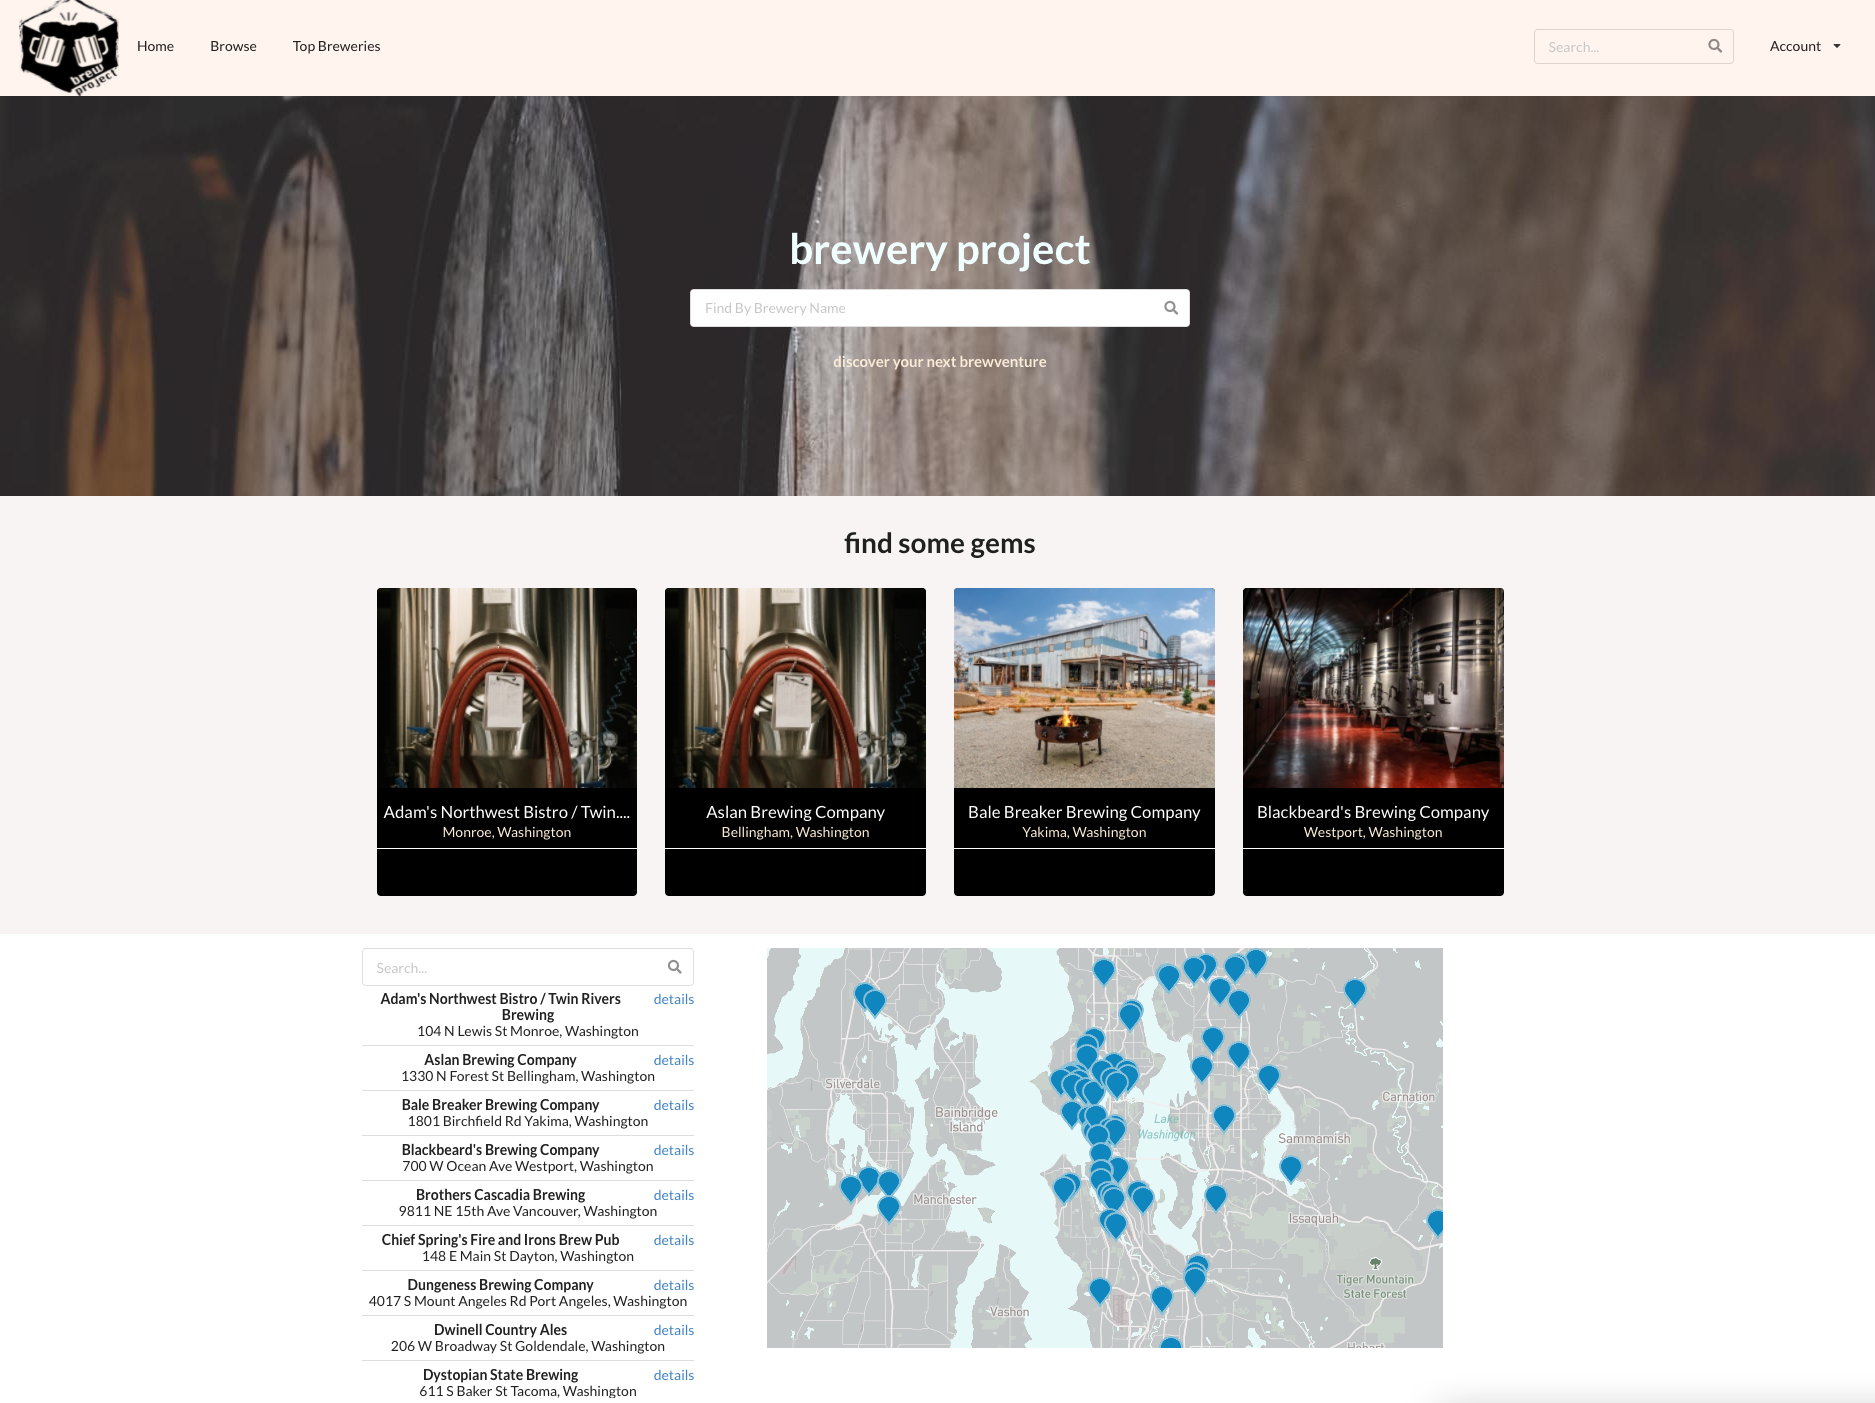 brew
project
Home
Browse
Top Breweries
Search...
Account
brewery project
Find By Brewery Name
discover your next brewventure
find some gems
Adam's Northwest Bistro / Twin....
Monroe, Washington
Aslan Brewing Company
Bellingham, Washington
Bale Breaker Brewing Company
Yakima, Washington
Blackbeard's Brewing Company
Westport, Washington
Search...
Adam's Northwest Bistro / Twin Rivers
Brewing
details
104 N Lewis St Monroe, Washington
Aslan Brewing Company
details
1330 N Forest St Bellingham, Washington
Bale Breaker Brewing Company
details
1801 Birchfield Rd Yakima, Washington
Blackbeard's Brewing Company
details
700 W Ocean Ave Westport, Washington
Brothers Cascadia Brewing
details
9811 NE 15th Ave Vancouver, Washington
Chief Spring's Fire and Irons Brew Pub
details
148 E Main St Dayton, Washington
Dungeness Brewing Company
details
4017 S Mount Angeles Rd Port Angeles, Washington
Dwinell Country Ales
details
206 W Broadway St Goldendale, Washington
Dystopian State Brewing
details
611 S Baker St Tacoma, Washington
Silverdale
Bainbridge
Island
Carnation
Lake
Washington
Sammamish
Manchester
Issaquah
Tiger Mountain
State Forest
Vashon
Hobart